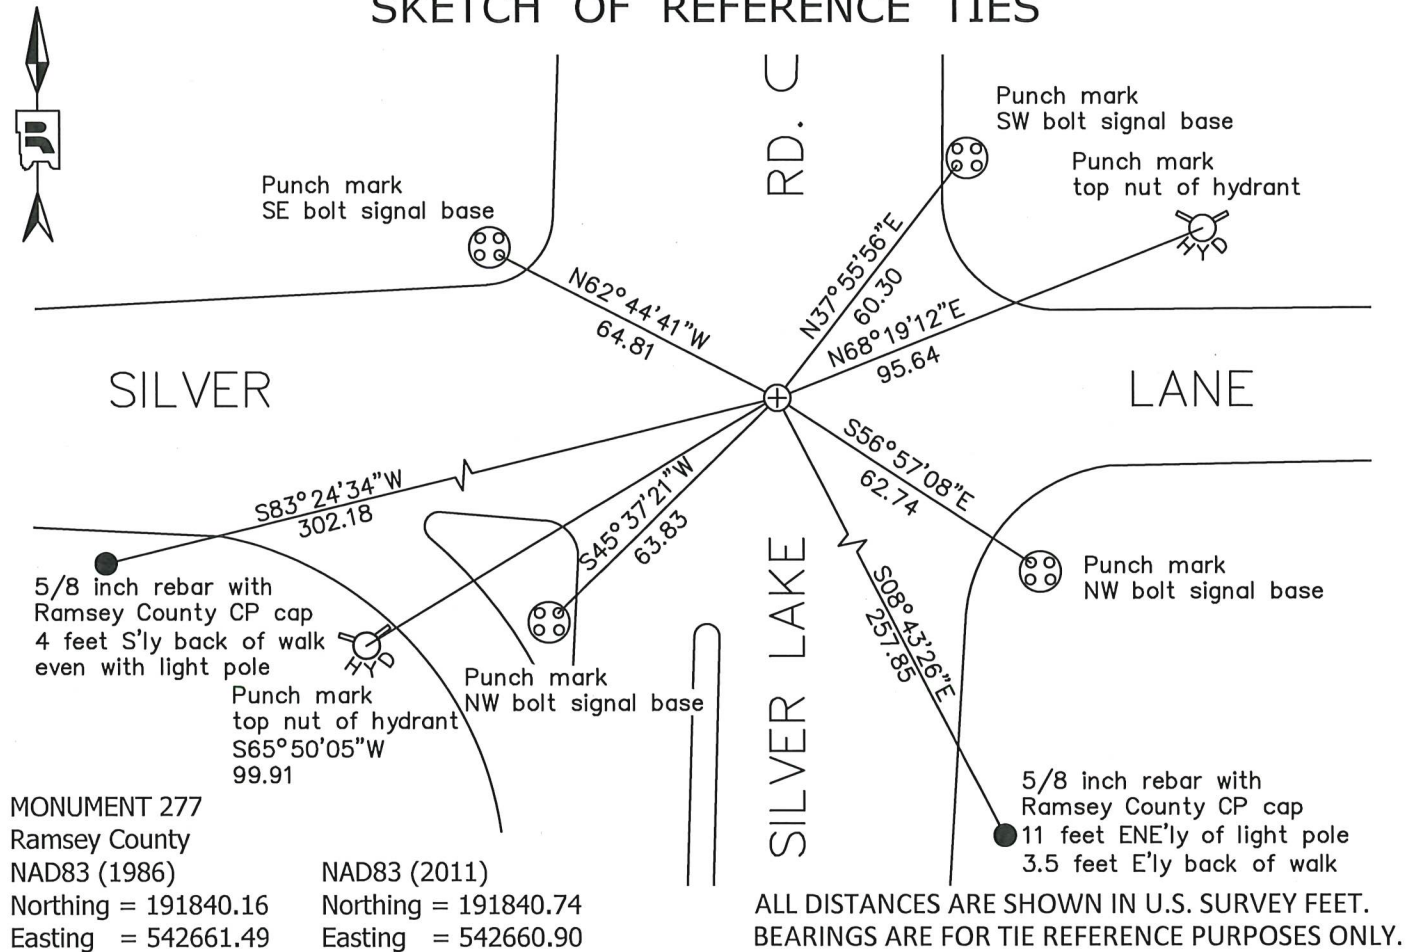 SKETCH OF REFERENCE TIES
R
Punch mark
SE bolt signal base
N62°44'41"W
64.81
RD. C
Punch mark
SW bolt signal base
Punch mark
top nut of hydrant
HYD
N37°55'56"E
60.30
N68°19'12"E
95.64
SILVER
LANE
S83°24'34"W
302.18
S45°37'21"W
63.83
S56°57'08"E
62.74
Punch mark
NW bolt signal base
S08°43'26"E
257.85
SILVER LAKE
5/8 inch rebar with
Ramsey County CP cap
4 feet S'ly back of walk
even with light pole
HYD
Punch mark
top nut of hydrant
S65°50'05"W
99.91
Punch mark
NW bolt signal base
5/8 inch rebar with
Ramsey County CP cap
11 feet ENE'ly of light pole
3.5 feet E'ly back of walk
MONUMENT 277
Ramsey County
NAD83 (1986)
Northing = 191840.16
Easting = 542661.49
NAD83 (2011)
Northing = 191840.74
Easting = 542660.90
ALL DISTANCES ARE SHOWN IN U.S. SURVEY FEET.
BEARINGS ARE FOR TIE REFERENCE PURPOSES ONLY.